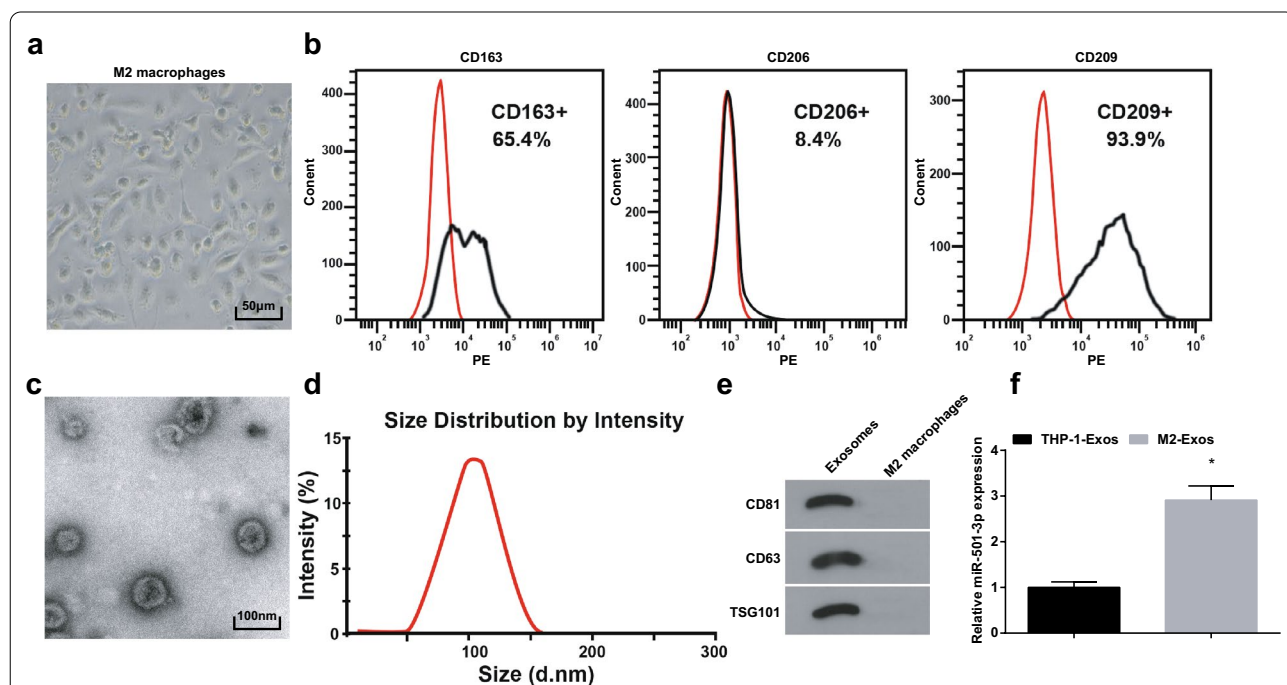 a
M2 macrophages
50μm
b
CD163
CD163+
65.4%
Conent
400
300
200
100
0
10² 10³ 10⁴ 10⁵ 10⁶ 10⁷
PE
CD206
CD206+
8.4%
Conent
400
300
200
100
0
10² 10³ 10⁴ 10⁵ 10⁶
PE
CD209
CD209+
93.9%
Conent
300
200
100
0
10² 10³ 10⁴ 10⁵ 10⁶
PE
c
100nm
d
Size Distribution by Intensity
Intensity (%)
15
10
5
0
100 200 300
Size (d.nm)
e
Exosomes
M2 macrophages
CD81
CD63
TSG101
f
THP-1-Exos M2-Exos
Relative miR-501-3p expression
4
3
2
1
0
*